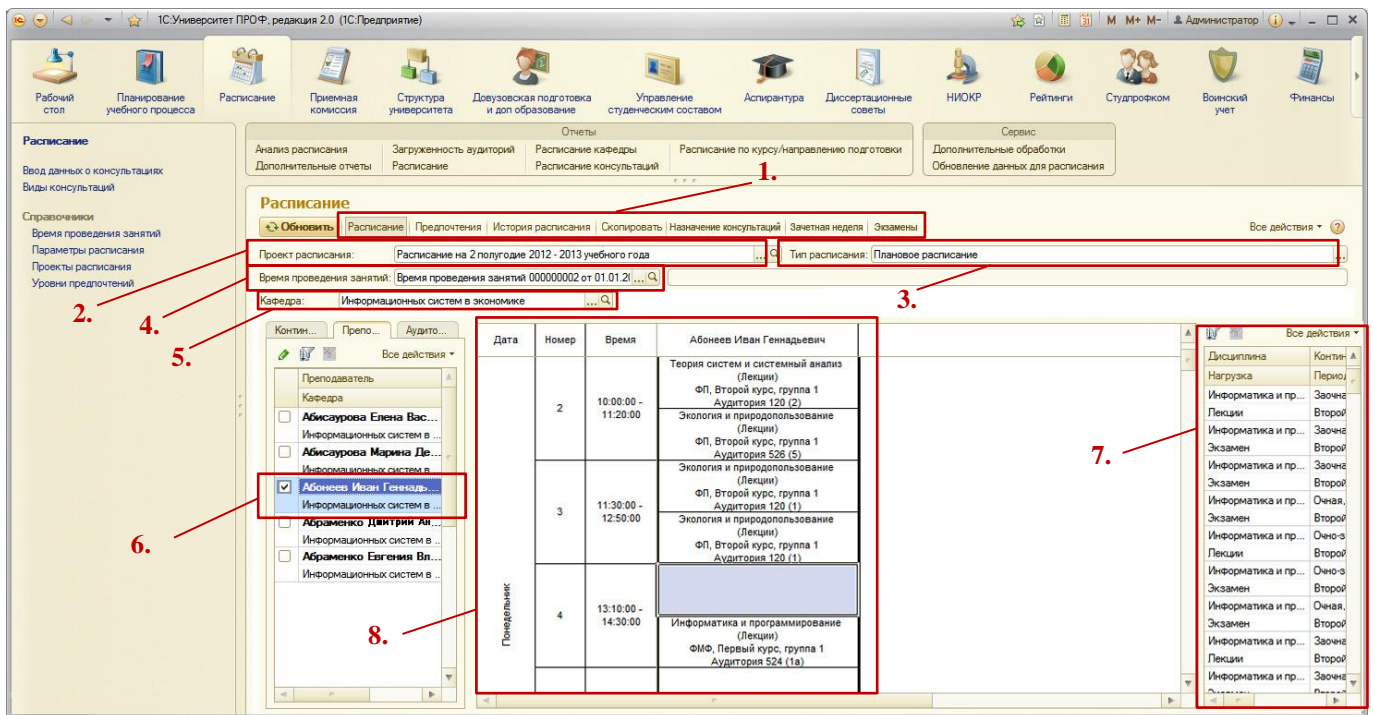 1С:Университет ПРОФ, редакция 2.0 (1С:Предприятие)
M M+ M- Администратор
Рабочий стол
Планирование учебного процесса
Расписание
Приемная комиссия
Структура университета
Довузовская подготовка и доп образование
Управление студенческим составом
Аспирантура
Диссертационные советы
НИОКР
Рейтинги
Студпрофком
Воинский учет
Финансы
Расписание
Ввод данных о консультациях
Виды консультаций
Справочники
Время проведения занятий
Параметры расписания
Проекты расписания
Уровни предпочтений
Отчеты
Анализ расписания Загруженность аудиторий Расписание кафедры Расписание по курсу/направлению подготовки
Дополнительные отчеты Расписание Расписание консультаций
Сервис
Дополнительные обработки
Обновление данных для расписания
1.
Расписание
Обновить Расписание Предпочтения История расписания Скопировать Назначение консультаций Зачетная неделя Экзамены Все действия
Проект расписания: Расписание на 2 полугодие 2012 - 2013 учебного года ... Тип расписания: Плановое расписание ...
Время проведения занятий: Время проведения занятий 000000002 от 01.01.20 ...
Кафедра: Информационных систем в экономике ...
2.
3.
4.
5.
Контин... Препо... Аудито...
Все действия
Преподаватель
Кафедра
Абисаурова Елена Вас...
Информационных систем в ...
Абисаурова Марина Де...
Информационных систем в
Абонеев Иван Геннадь...
Информационных систем в ...
Абраменко Дмитрий Ан...
Информационных систем в ...
Абраменко Евгения Вл...
Информационных систем в ...
6.
8.
Дата Номер Время Абонеев Иван Геннадьевич
Понедельник
2
10:00:00 -
11:20:00
Теория систем и системный анализ
(Лекции)
ФП, Второй курс, группа 1
Аудитория 120 (2)
Экология и природопользование
(Лекции)
ФП, Второй курс, группа 1
Аудитория 526 (5)
3
11:30:00 -
12:50:00
Экология и природопользование
(Лекции)
ФП, Второй курс, группа 1
Аудитория 120 (1)
Экология и природопользование
(Лекции)
ФП, Второй курс, группа 1
Аудитория 120 (1)
4
13:10:00 -
14:30:00
Информатика и программирование
(Лекции)
ФМФ, Первый курс, группа 1
Аудитория 524 (1а)
7.
Все действия
Дисциплина Контин
Нагрузка Период
Информатика и пр... Заочна
Лекции Второй
Информатика и пр... Заочна
Экзамен Второй
Информатика и пр... Заочна
Экзамен Второй
Информатика и пр... Очная,
Экзамен Второй
Информатика и пр... Очно-з
Лекции Второй
Информатика и пр... Очно-з
Экзамен Второй
Информатика и пр... Очная,
Экзамен Второй
Информатика и пр... Заочна
Лекции Второй
Информатика и пр... Заочна